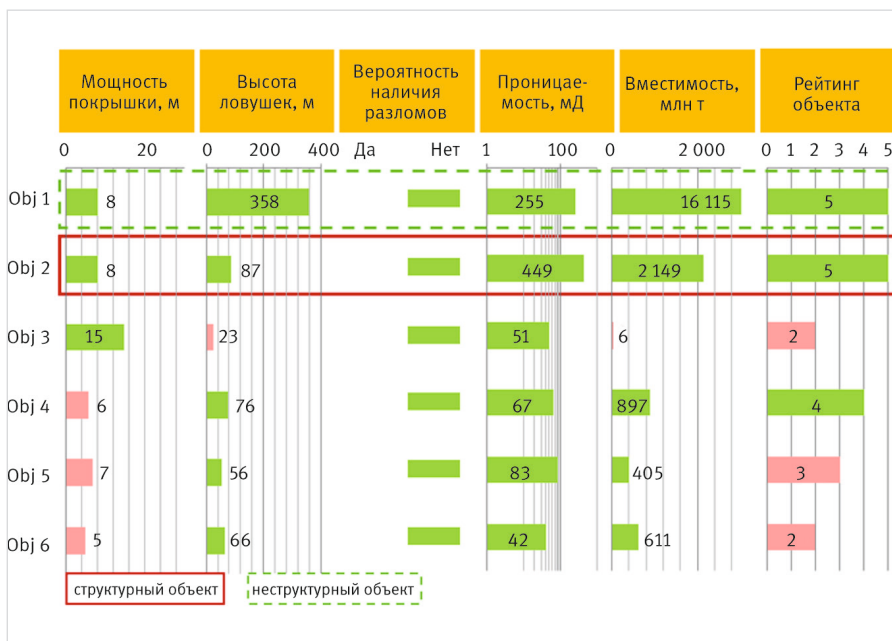 Мощность покрышки, м
Высота ловушек, м
Вероятность наличия разломов
Проницае-мость, мД
Вместимость, млн т
Рейтинг объекта
0 20 0 200 400 Да Нет 1 100 0 2 000 0 1 2 3 4 5
Obj 1 8 358 255 16 115 5
Obj 2 8 87 449 2 149 5
Obj 3 15 23 51 6 2
Obj 4 6 76 67 897 4
Obj 5 7 56 83 405 3
Obj 6 5 66 42 611 2
структурный объект неструктурный объект